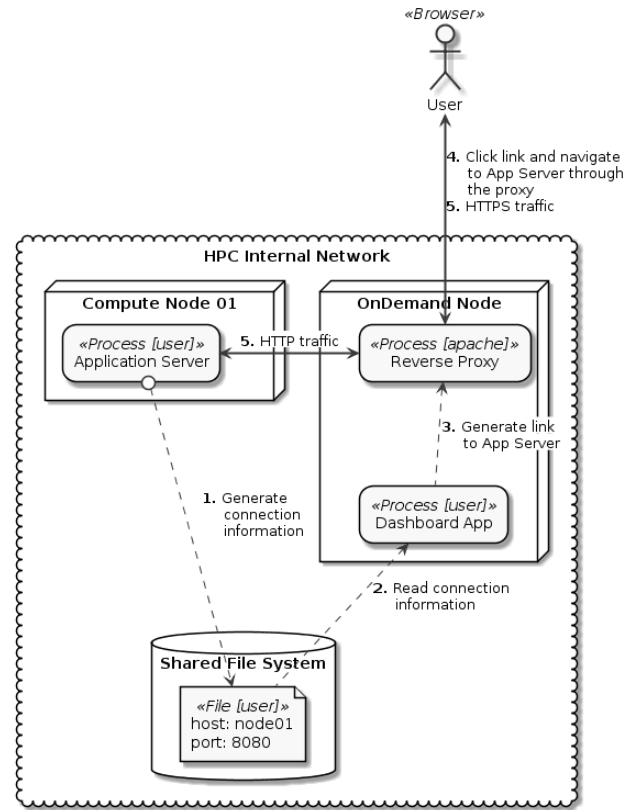 «Browser»
User
4. Click link and navigate
to App Server through
the proxy
5. HTTPS traffic
HPC Internal Network
Compute Node 01
«Process [user]»
Application Server
5. HTTP traffic
OnDemand Node
«Process [apache]»
Reverse Proxy
3. Generate link
to App Server
«Process [user]»
Dashboard App
1. Generate
connection
information
2. Read connection
information
Shared File System
«File [user]»
host: node01
port: 8080